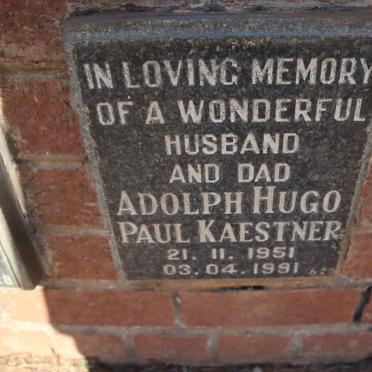 IN LOVING MEMORY
OF A WONDERFUL
HUSBAND
AND DAD
ADOLPH HUGO
PAUL KAESTNER
21. 11. 1951
03. 04. 1991